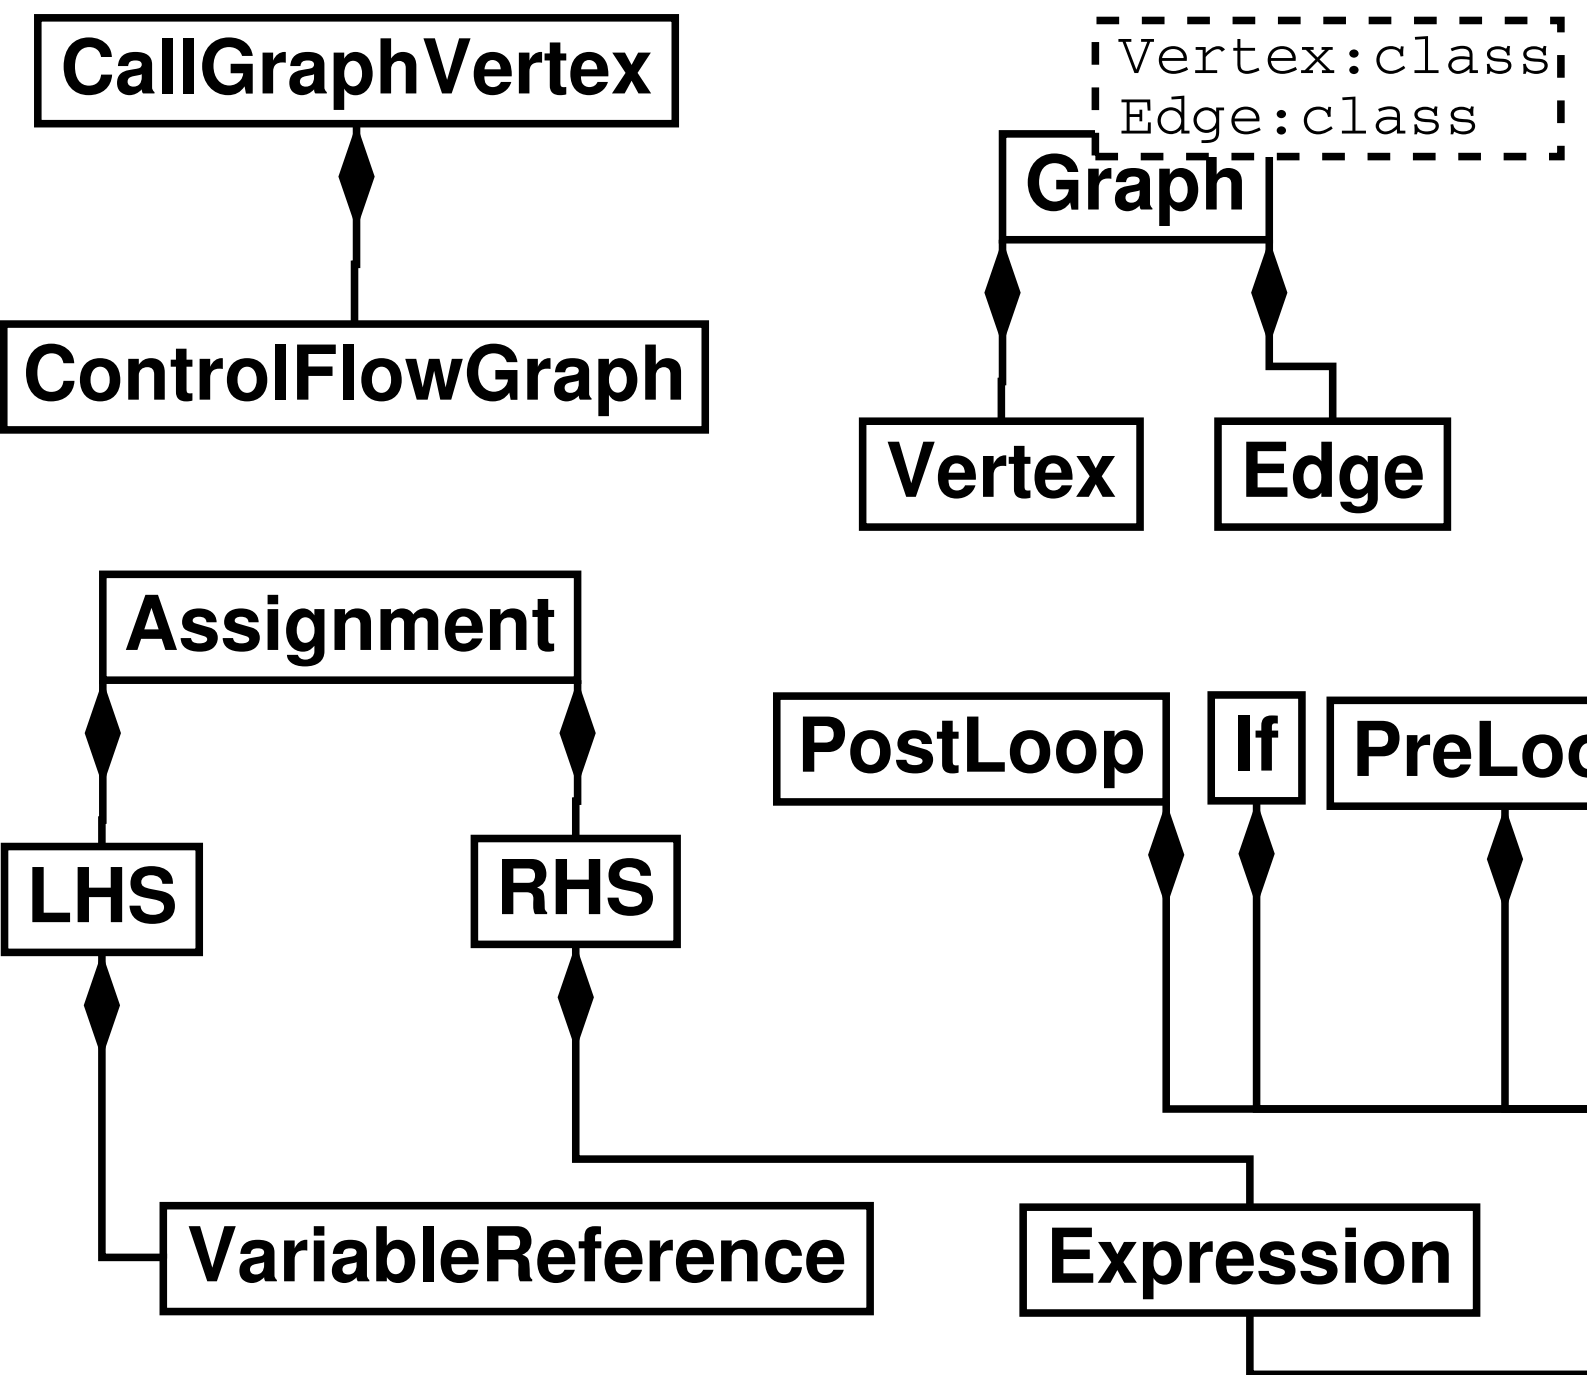 CallGraphVertex
Vertex:class
Edge:class
Graph
ControlFlowGraph
Vertex
Edge
Assignment
PostLoop
If
LHS
RHS
VariableReference
Expression